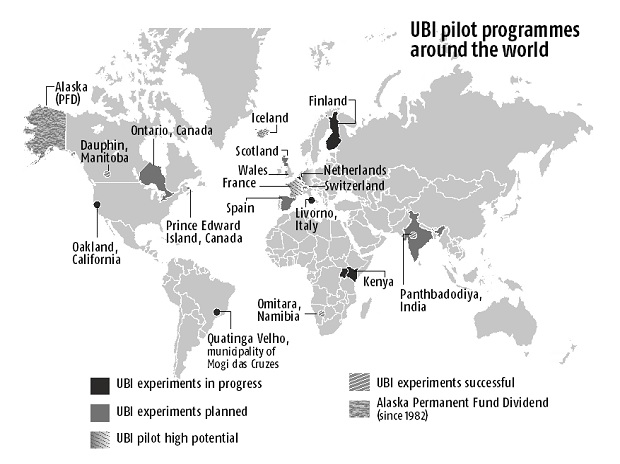 UBI pilot programmes
around the world
Alaska
(PFD)
Ontario, Canada
Dauphin,
Manitoba
Iceland
Finland
Scotland
Wales
France
Netherlands
Switzerland
Spain
Livorno,
Italy
Prince Edward
Island, Canada
Oakland,
California
Kenya
Panthbadodiya,
India
Omitara,
Namibia
Quatinga Velho,
municipality of
Mogi das Cruzes
UBI experiments in progress
UBI experiments planned
UBI pilot high potential
UBI experiments successful
Alaska Permanent Fund Dividend
(since 1982)